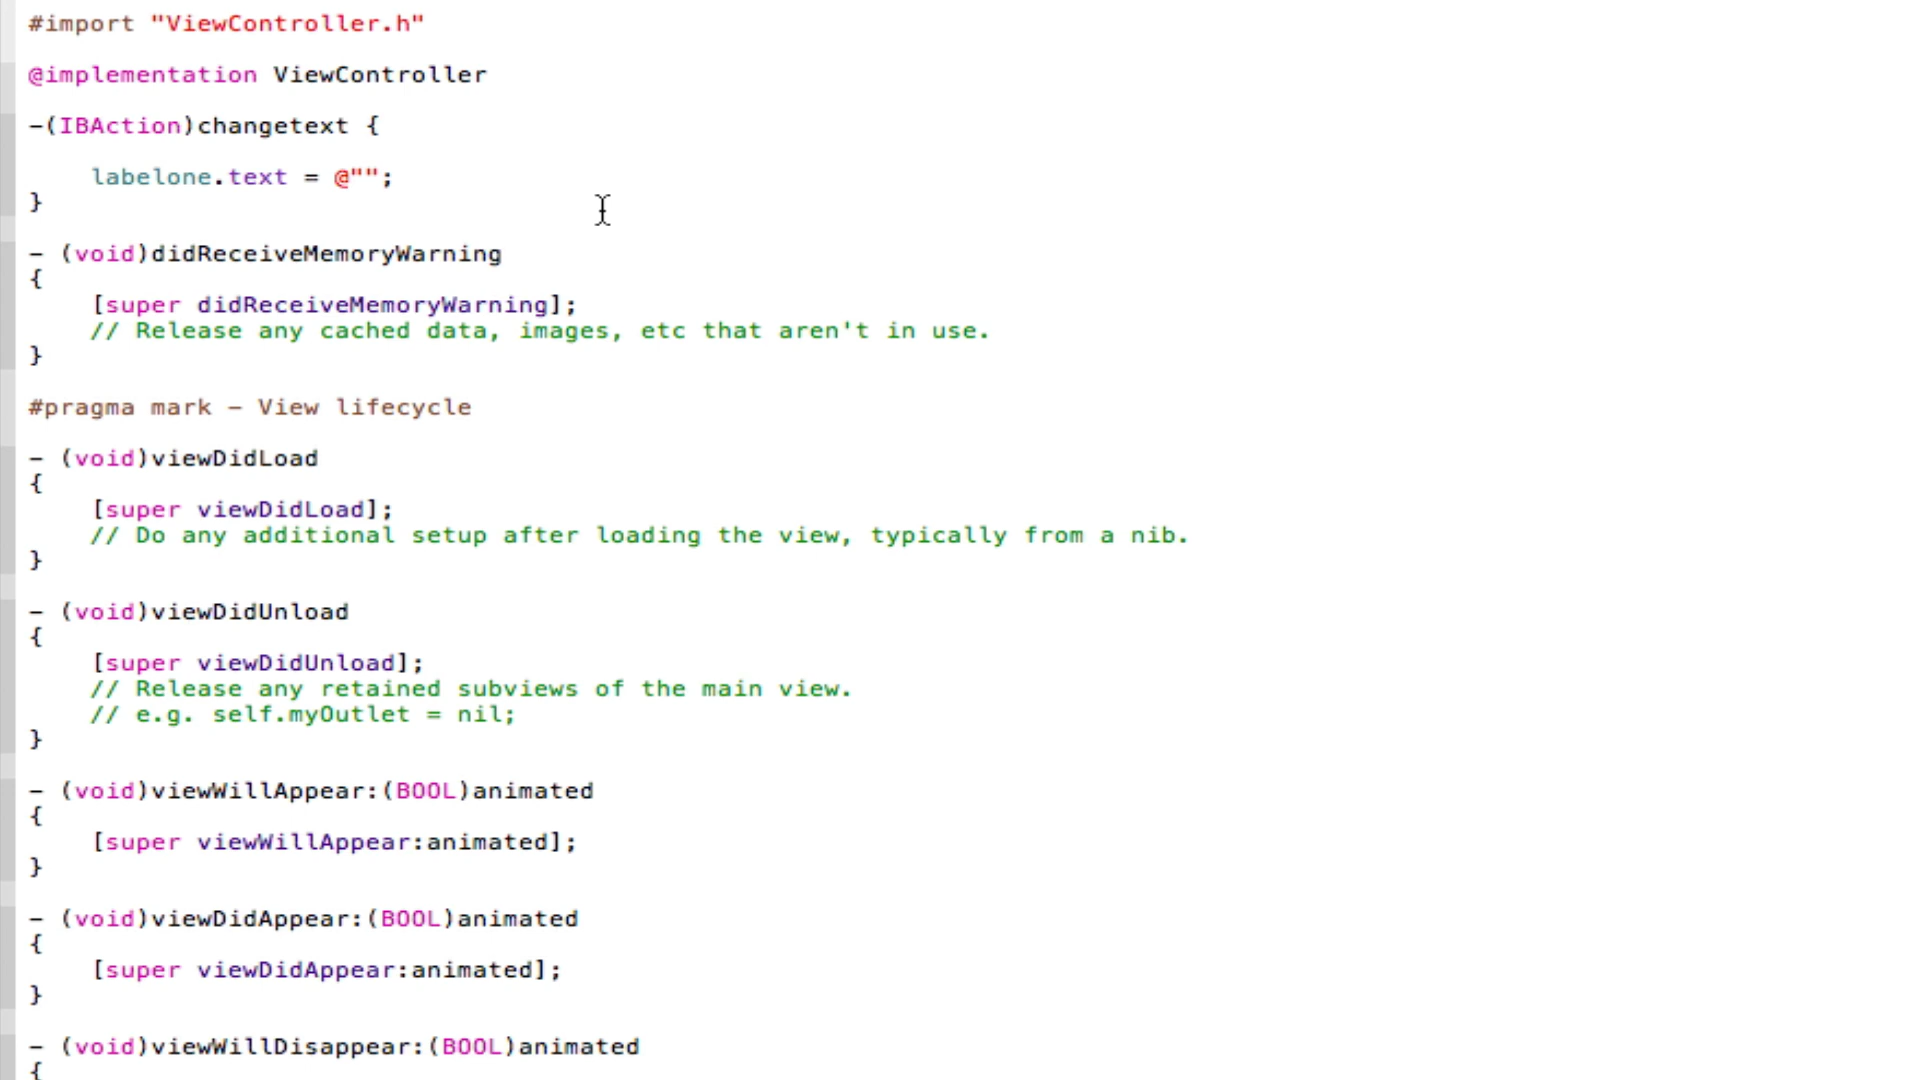 #import "ViewController.h"
@implementation ViewController
-(IBAction)changetext {
    labelone.text = @"";
}
- (void)didReceiveMemoryWarning
{
    [super didReceiveMemoryWarning];
    // Release any cached data, images, etc that aren't in use.
}
#pragma mark - View lifecycle
- (void)viewDidLoad
{
    [super viewDidLoad];
    // Do any additional setup after loading the view, typically from a nib.
}
- (void)viewDidUnload
{
    [super viewDidUnload];
    // Release any retained subviews of the main view.
    // e.g. self.myOutlet = nil;
}
- (void)viewWillAppear:(BOOL)animated
{
    [super viewWillAppear:animated];
}
- (void)viewDidAppear:(BOOL)animated
{
    [super viewDidAppear:animated];
}
- (void)viewWillDisappear:(BOOL)animated
{